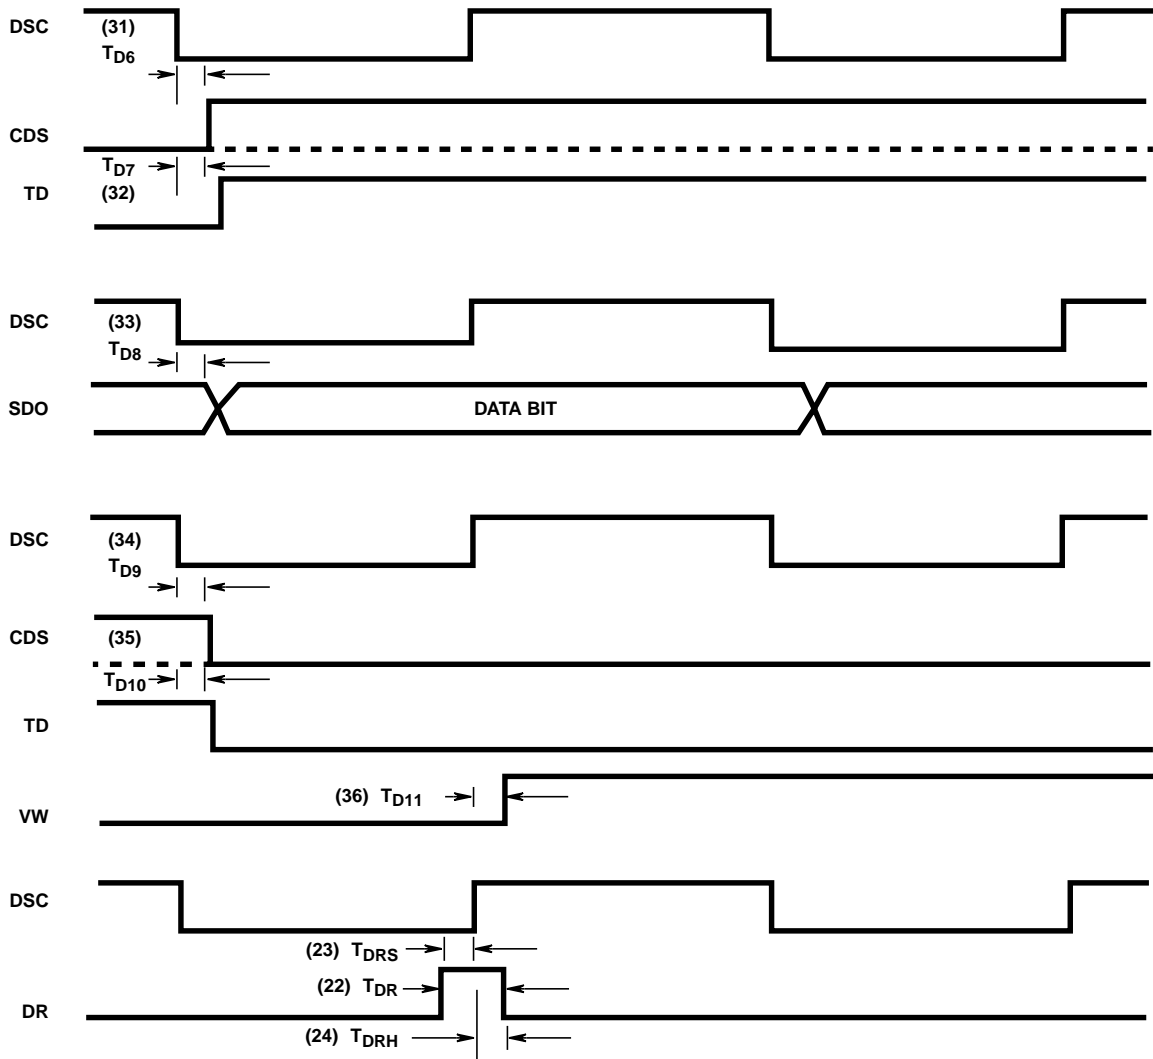 DSC (31)
TD6
CDS
TD7
TD (32)
DSC (33)
TD8
SDO DATA BIT
DSC (34)
TD9
CDS (35)
TD10
TD
(36) TD11
VW
DSC
(23) TDRS
(22) TDR
DR
(24) TDRH